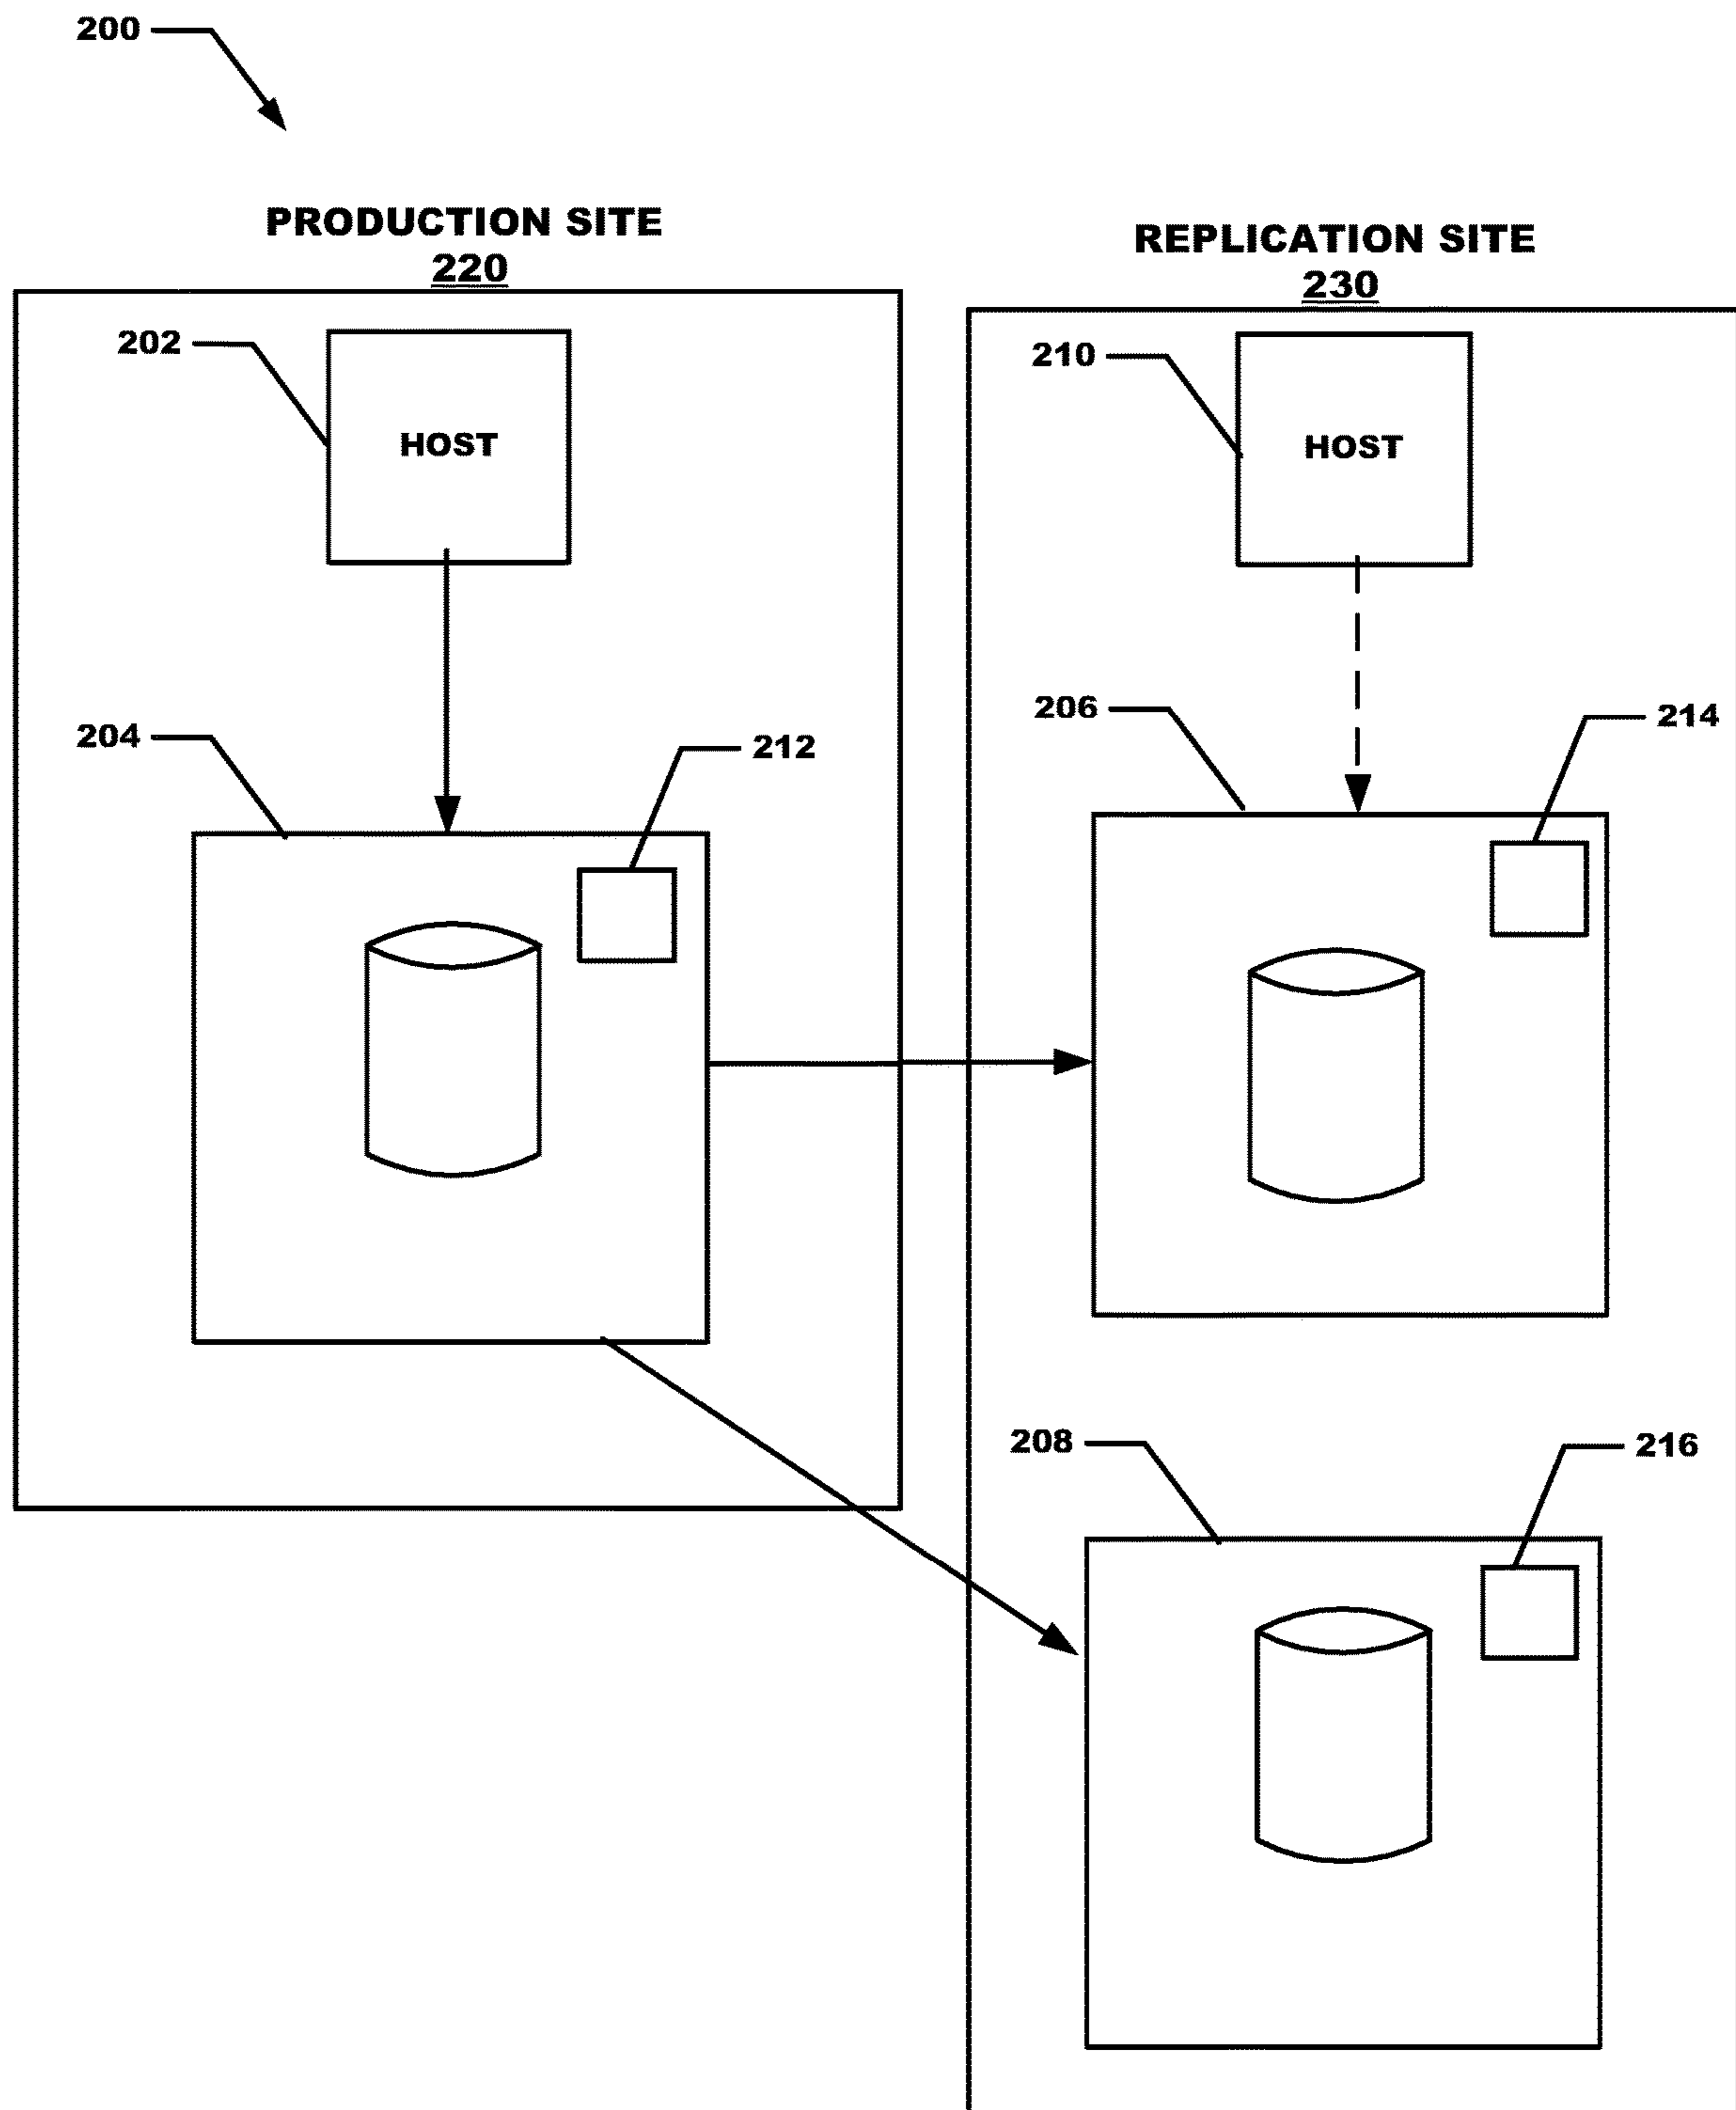 200
PRODUCTION SITE
220
REPLICATION SITE
230
202
HOST
210
HOST
204
212
206
214
208
216